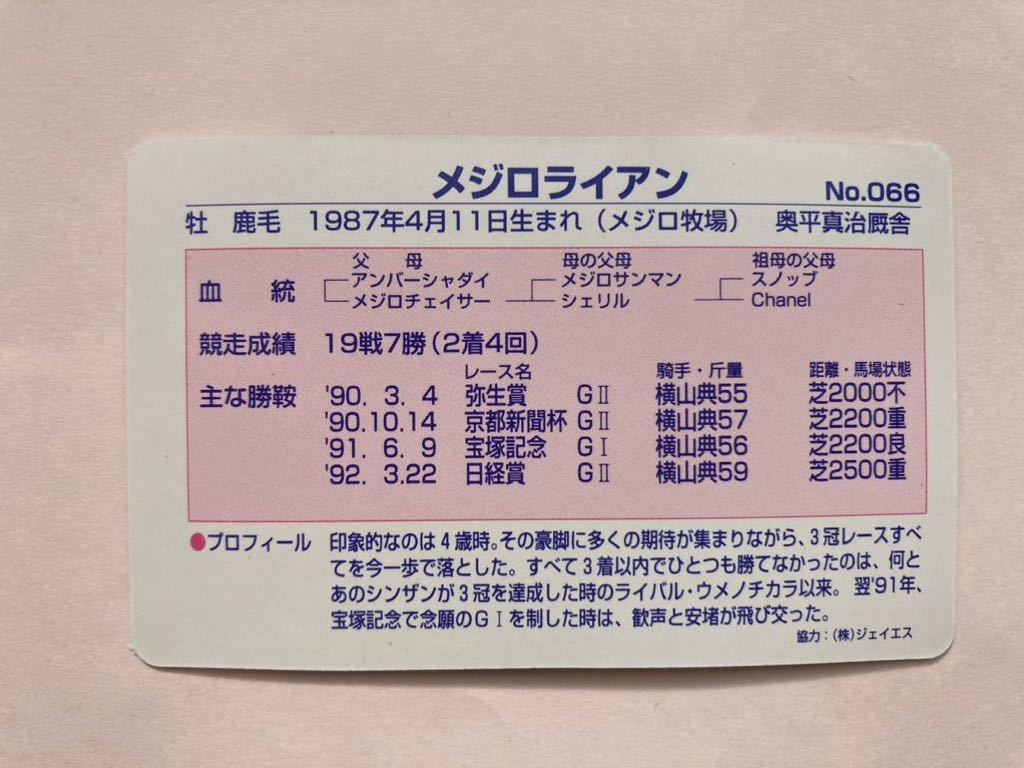 メジロライアン No.066
牡 鹿毛 1987年4月11日生まれ（メジロ牧場） 奥平真治厩舎
父 母 母の父母 祖母の父母
アンバーシャダイ メジロサンマン スノッブ
血統 メジロチェイサー シェリル Chanel
競走成績 19戦7勝（2着4回）
レース名 騎手・斤量 距離・馬場状態
主な勝鞍 '90. 3. 4 弥生賞 GⅡ 横山典55 芝2000不
'90.10.14 京都新聞杯 GⅡ 横山典57 芝2200重
'91. 6. 9 宝塚記念 GⅠ 横山典56 芝2200良
'92. 3.22 日経賞 GⅡ 横山典59 芝2500重
●プロフィール 印象的なのは4歳時。その豪脚に多くの期待が集まりながら、3冠レースすべ
てを今一歩で落とした。すべて3着以内でひとつも勝てなかったのは、何と
あのシンザンが3冠を達成した時のライバル・ウメノチカラ以来。翌'91年、
宝塚記念で念願のGⅠを制した時は、歓声と安堵が飛び交った。
協力：（株）ジェイエス